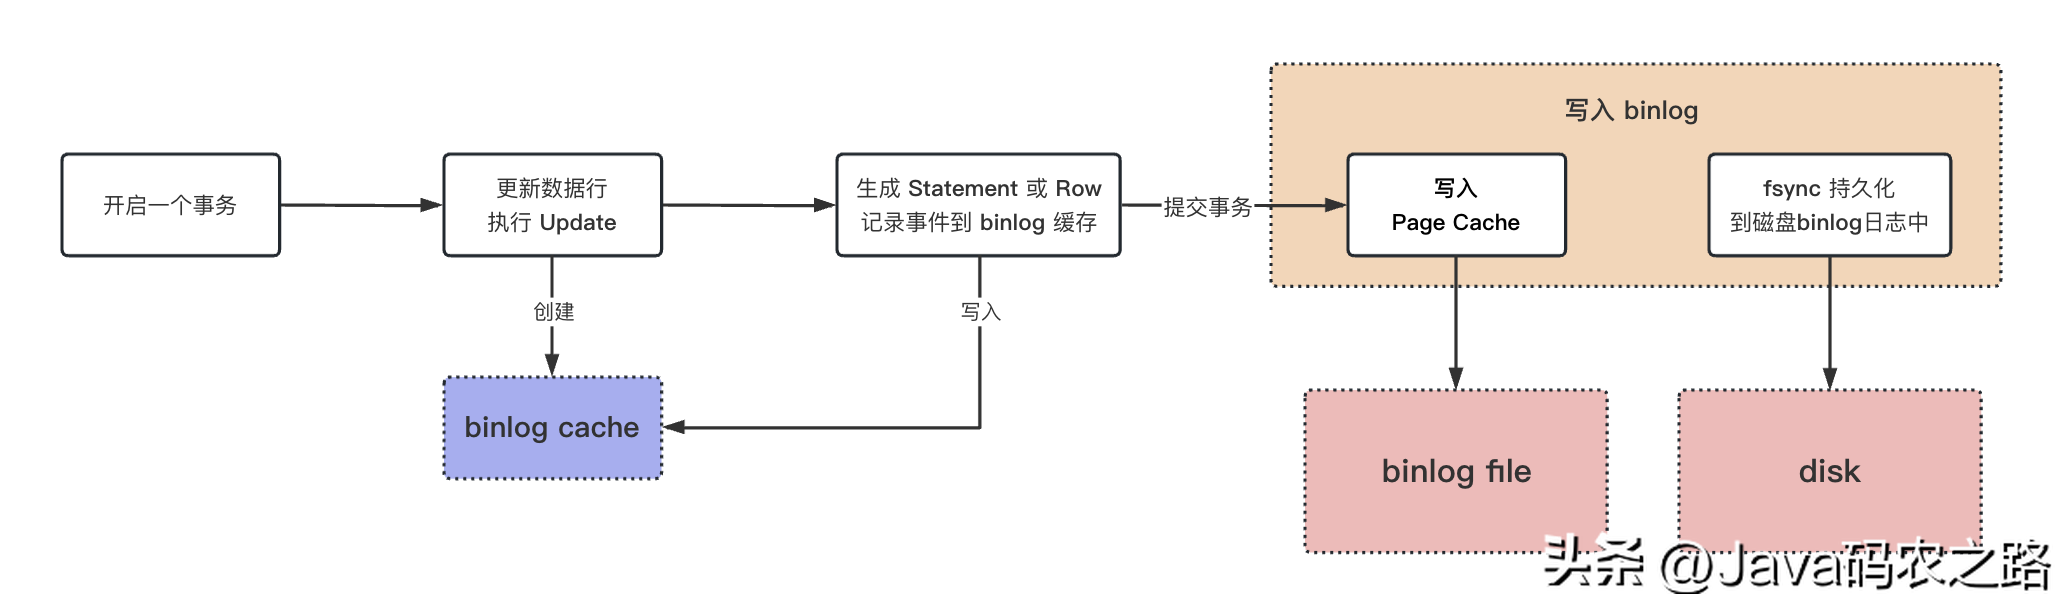 写入 binlog
开启一个事务
更新数据行
执行 Update
生成 Statement 或 Row
记录事件到 binlog 缓存
提交事务
写入
Page Cache
fsync 持久化
到磁盘binlog日志中
创建
写入
binlog cache
binlog file
disk
头条 @Java码农之路